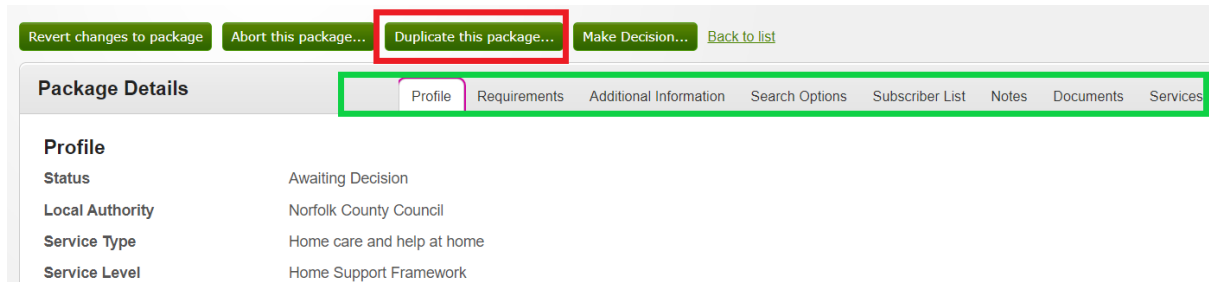 Revert changes to package Abort this package... Duplicate this package... Make Decision... Back to list
Package Details Profile Requirements Additional Information Search Options Subscriber List Notes Documents Services
Profile
Status Awaiting Decision
Local Authority Norfolk County Council
Service Type Home care and help at home
Service Level Home Support Framework